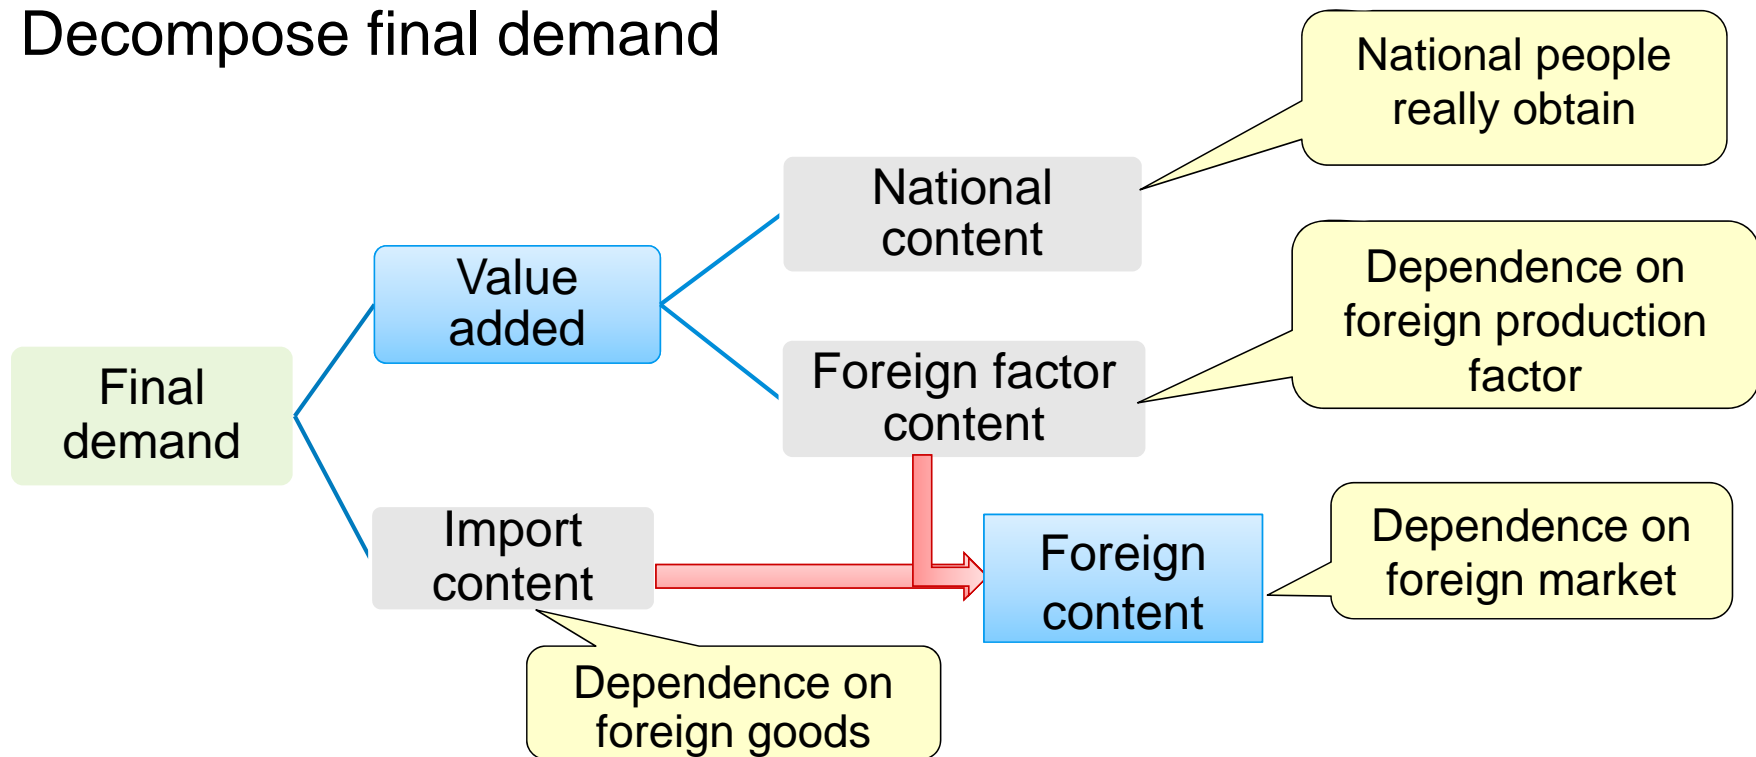 Decompose final demand
National people
really obtain
National
content
Value
added
Dependence on
foreign production
factor
Foreign factor
content
Final
demand
Import
content
Foreign
content
Dependence on
foreign market
Dependence on
foreign goods